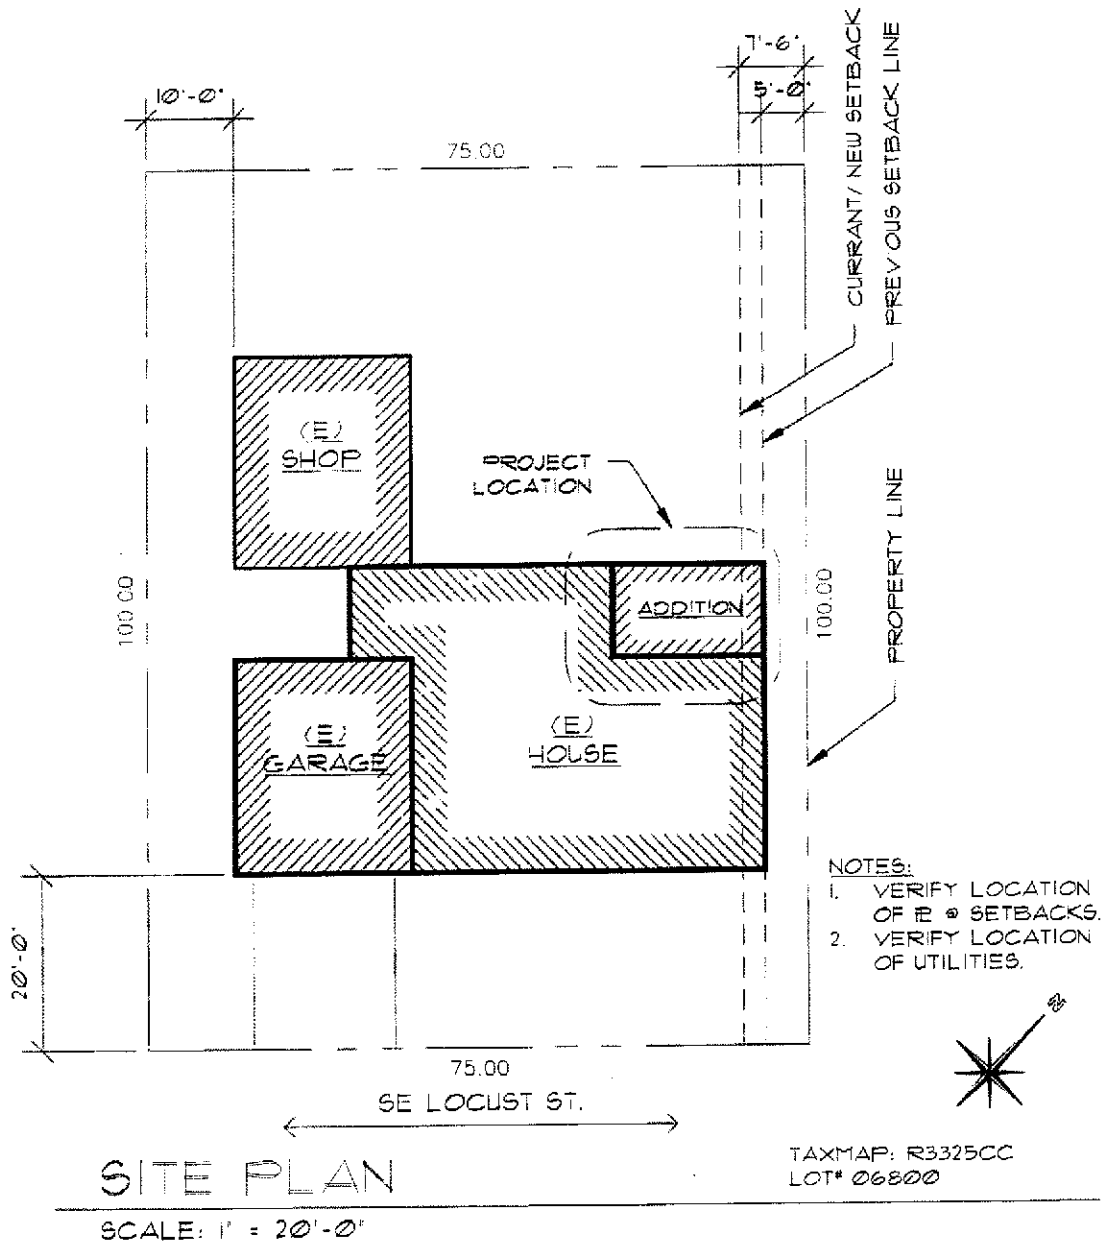 7'-6"
5'-0"
10'-0"
75.00
CURRANT/ NEW SETBACK
PREV OUS SETBACK LINE
(E)
SHOP
PROJECT
LOCATION
PROPERTY LINE
100.00
ADDITION
100.00
(E)
GARAGE
(E)
HOUSE
20'-0"
NOTES:
1. VERIFY LOCATION
OF PL @ SETBACKS.
2. VERIFY LOCATION
OF UTILITIES.
N
75.00
SE LOCUST ST.
SITE PLAN
TAXMAP: R3325CC
LOT# 06800
SCALE: 1" = 20'-0"